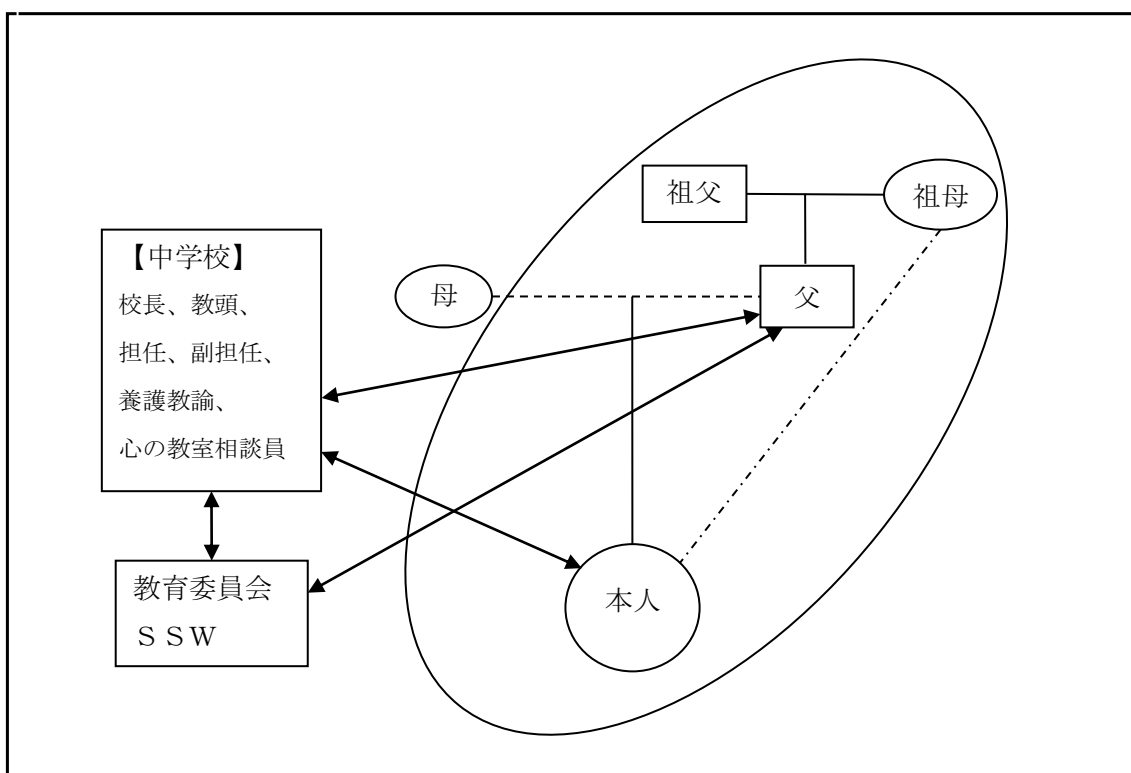 祖父
祖母
【中学校】
校長、教頭、
担任、副担任、
養護教諭、
心の教室相談員
母
父
教育委員会
ＳＳＷ
本人